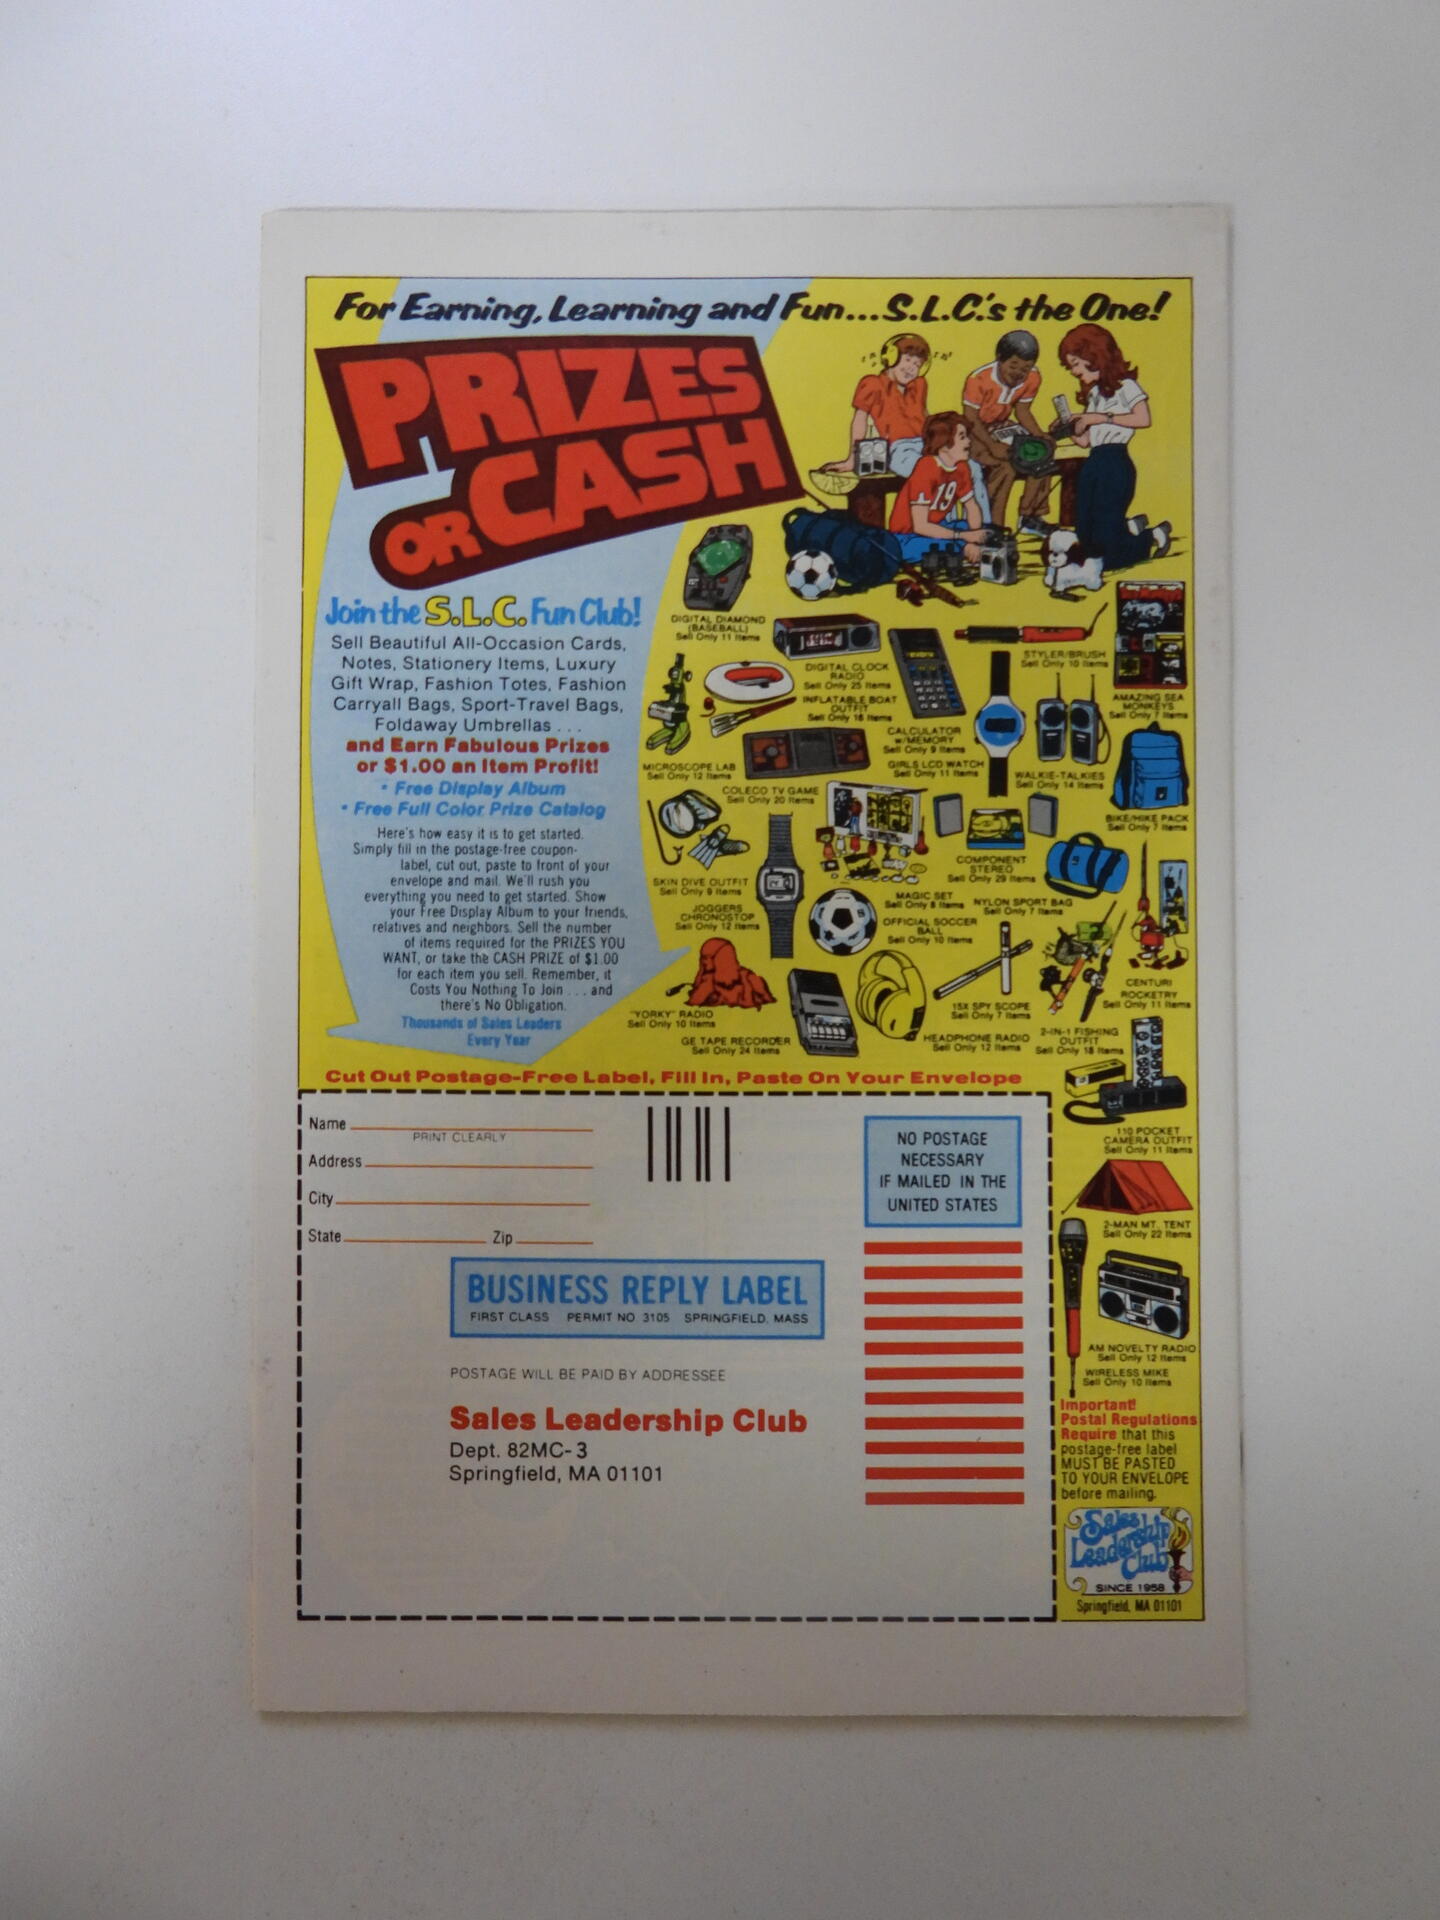 For Earning, Learning and Fun...S.L.C.'s the One!
PRIZES
OR CASH
Join the S.L.C. Fun Club!
Sell Beautiful All-Occasion Cards,
Notes, Stationery Items, Luxury
Gift Wrap, Fashion Totes, Fashion
Carryall Bags, Sport-Travel Bags,
Foldaway Umbrellas . . .
and Earn Fabulous Prizes
or $1.00 an Item Profit!
• Free Display Album
• Free Full Color Prize Catalog
Here's how easy it is to get started.
Simply fill in the postage-free coupon-
label, cut out, paste to front of your
envelope and mail. We'll rush you
everything you need to get started. Show
your Free Display Album to your friends,
relatives and neighbors. Sell the number
of items required for the PRIZES YOU
WANT, or take the CASH PRIZE of $1.00
for each item you sell. Remember, it
Costs You Nothing To Join . . . and
there's No Obligation.
Thousands of Sales Leaders
Every Year
19
DIGITAL DIAMOND
(BASEBALL)
Sell Only 11 Items
DIGITAL CLOCK
RADIO
Sell Only 25 Items
STYLER/BRUSH
Sell Only 10 Items
AMAZING SEA
MONKEYS
Sell Only 7 Items
INFLATABLE BOAT
OUTFIT
Sell Only 16 Items
CALCULATOR
w/MEMORY
Sell Only 9 Items
MICROSCOPE LAB
Sell Only 12 Items
GIRLS LCD WATCH
Sell Only 11 Items
WALKIE-TALKIES
Sell Only 14 Items
COLECO TV GAME
Sell Only 20 Items
BIKE/HIKE PACK
Sell Only 7 Items
COMPONENT
STEREO
Sell Only 29 Items
SKIN DIVE OUTFIT
Sell Only 9 Items
MAGIC SET
Sell Only 8 Items
NYLON SPORT BAG
Sell Only 7 Items
JOGGERS
CHRONOSTOP
Sell Only 12 Items
OFFICIAL SOCCER
BALL
Sell Only 10 Items
CENTURI
ROCKETRY
Sell Only 11 Items
"YORKY" RADIO
Sell Only 10 Items
15X SPY SCOPE
Sell Only 7 Items
GE TAPE RECORDER
Sell Only 24 Items
HEADPHONE RADIO
Sell Only 12 Items
2-IN-1 FISHING
OUTFIT
Sell Only 18 Items
110 POCKET
CAMERA OUTFIT
Sell Only 11 Items
2-MAN MT. TENT
Sell Only 22 Items
AM NOVELTY RADIO
Sell Only 12 Items
WIRELESS MIKE
Sell Only 10 Items
Cut Out Postage-Free Label, Fill In, Paste On Your Envelope
Name
PRINT CLEARLY
Address
City
State Zip
NO POSTAGE
NECESSARY
IF MAILED IN THE
UNITED STATES
BUSINESS REPLY LABEL
FIRST CLASS PERMIT NO. 3105 SPRINGFIELD, MASS
POSTAGE WILL BE PAID BY ADDRESSEE
Sales Leadership Club
Dept. 82MC-3
Springfield, MA 01101
Important!
Postal Regulations
Require that this
postage-free label
MUST BE PASTED
TO YOUR ENVELOPE
before mailing.
Sales
Leadership
Club
SINCE 1958
Springfield, MA 01101